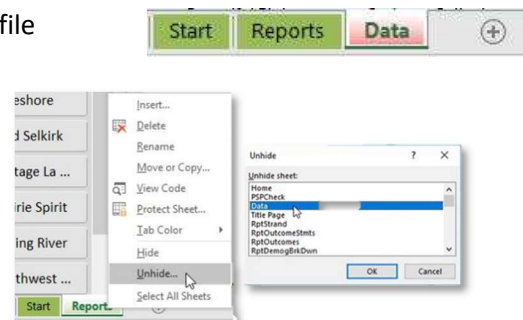 file
Start Reports Data
eshore
d Selkirk
tage La ...
irie Spirit
ing River
thwest ...
Start Report
Insert...
Delete
Rename
Move or Copy...
View Code
Protect Sheet...
Tab Color
Hide
Unhide...
Select All Sheets
Unhide ? X
Unhide sheet:
Home
PSPCheck
Data
Title Page
RptStrand
RptOutcomeStmts
RptOutcomes
RptDemogBrkDwn
OK Cancel